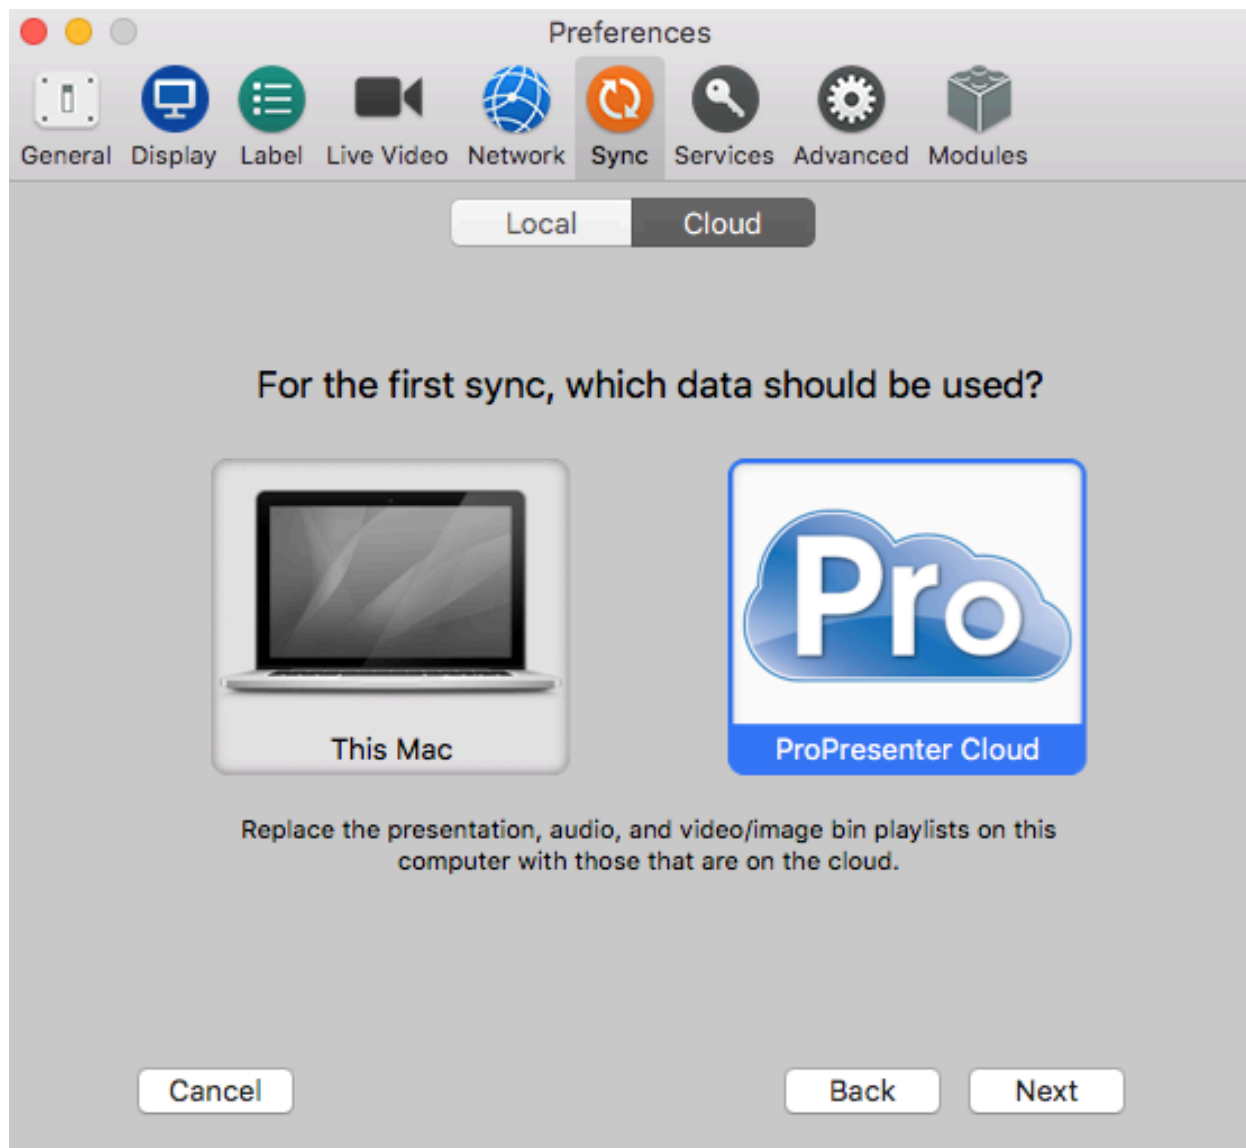 Preferences
General Display Label Live Video Network Sync Services Advanced Modules
Local Cloud
For the first sync, which data should be used?
Pro
This Mac ProPresenter Cloud
Replace the presentation, audio, and video/image bin playlists on this
computer with those that are on the cloud.
Cancel Back Next